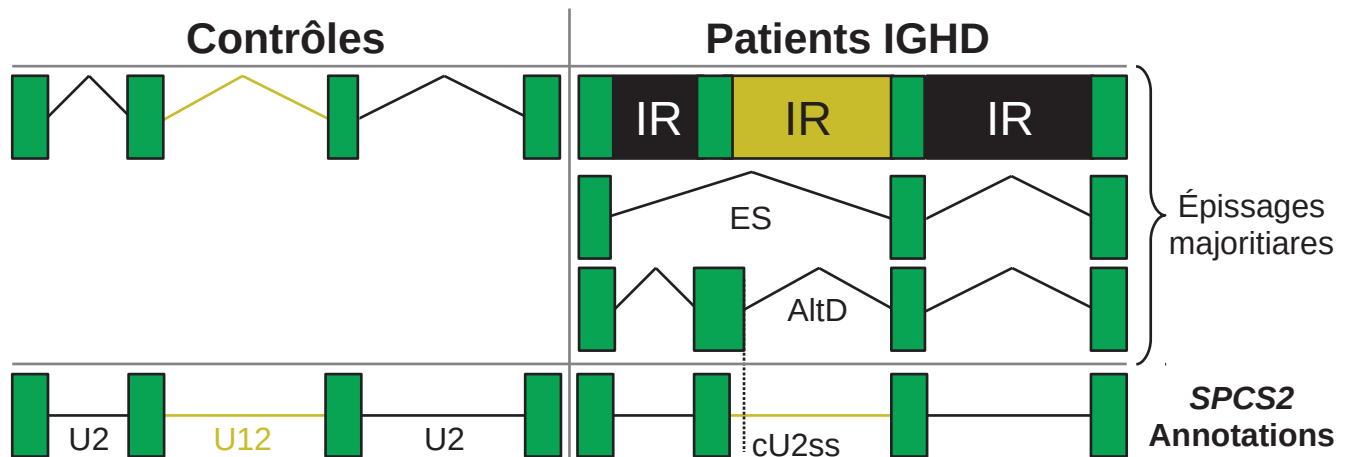 Contrôles
Patients IGHD
IR
IR
IR
ES
Épissages
majoritiares
AltD
U2
U12
U2
cU2ss
SPCS2
Annotations